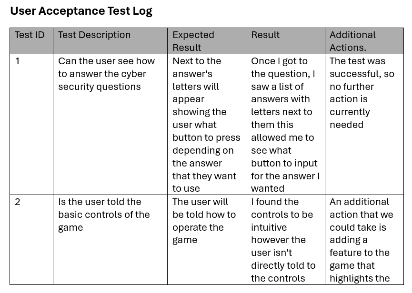 User Acceptance Test Log
Test ID
Test Description
Expected
Result
Result
Additional
Actions.
1
Can the user see how
to answer the cyber
security questions
Next to the
answer's
letters will
appear
showing the
user what
button to press
depending on
the answer
that they want
to use
Once I got to
the question, I
saw a list of
answers with
letters next to
them this
allowed me to
see what
button to input
for the answer I
wanted
The test was
successful, so
no further
action is
currently
needed
2
Is the user told the
basic controls of the
game
The user will
be told how to
operate the
game
I found the
controls to be
intuitive
however the
user isn't
directly told to
the controls
An additional
action that we
could take is
adding a
feature to the
game that
highlights the